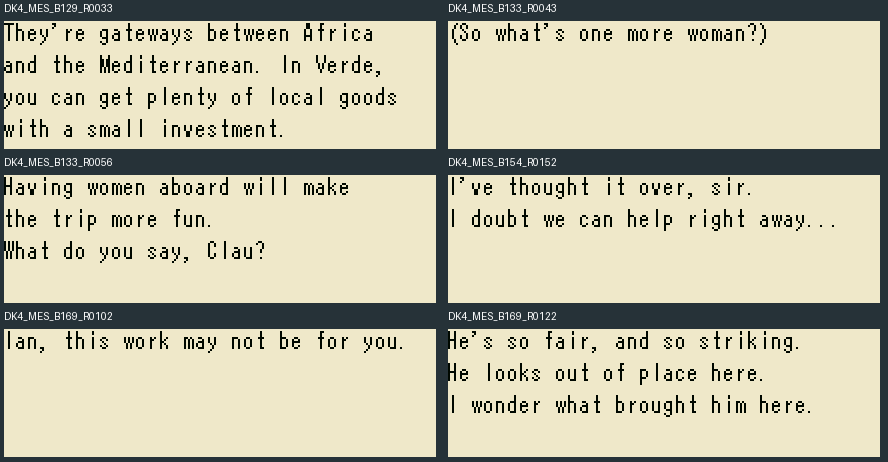 DK4_MES_B129_R0033
They're gateways between Africa
and the Mediterranean. In Verde,
you can get plenty of local goods
with a small investment.
DK4_MES_B133_R0043
(So what's one more woman?)
DK4_MES_B133_R0056
Having women aboard will make
the trip more fun.
What do you say, Clau?
DK4_MES_B154_R0152
I've thought it over, sir.
I doubt we can help right away...
DK4_MES_B169_R0102
Ian, this work may not be for you.
DK4_MES_B169_R0122
He's so fair, and so striking.
He looks out of place here.
I wonder what brought him here.